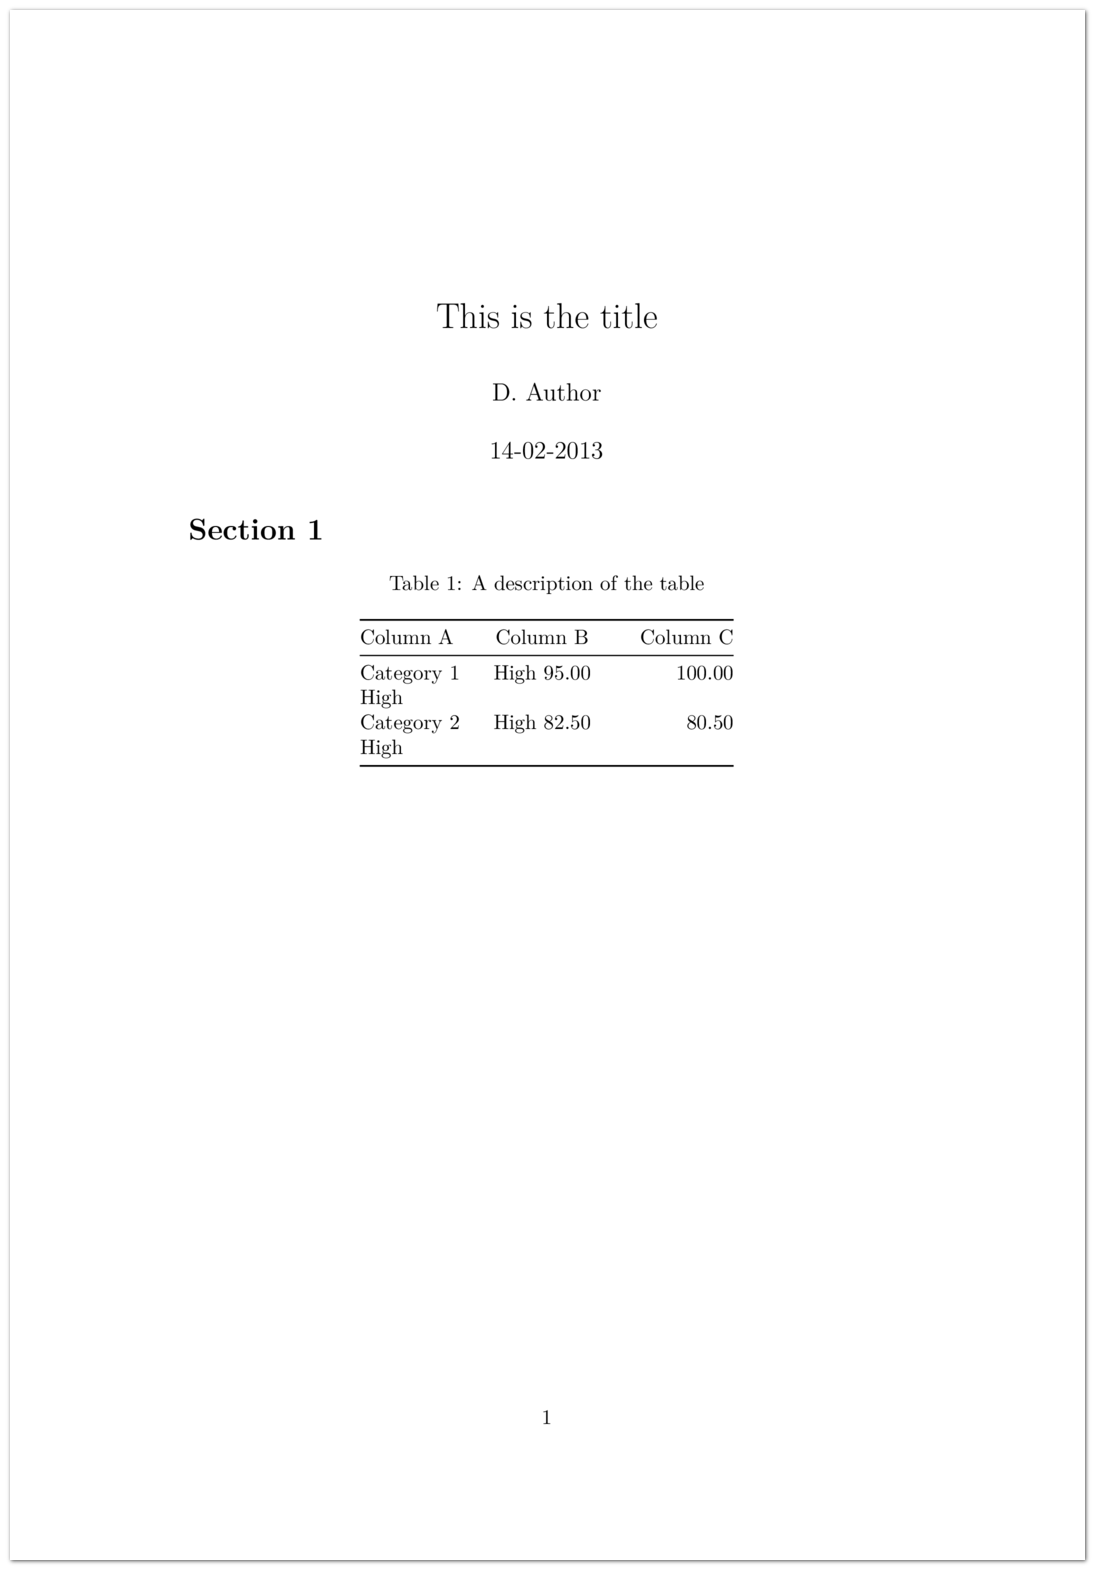 This is the title
D. Author
14-02-2013
Section 1
Table 1: A description of the table
Column A Column B Column C
Category 1 High 95.00 100.00
High
Category 2 High 82.50 80.50
High
1